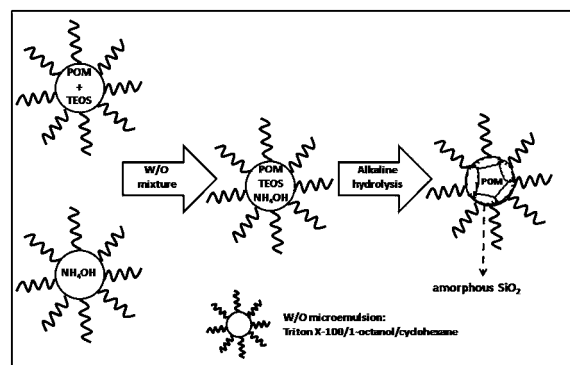 POM
+
TEOS
W/O
mixture
POM
TEOS
NH₄OH
Alkaline
hydrolysis
POM
NH₄OH
amorphous SiO₂
W/O microemulsion:
Triton X-100/1-octanol/cyclohexane